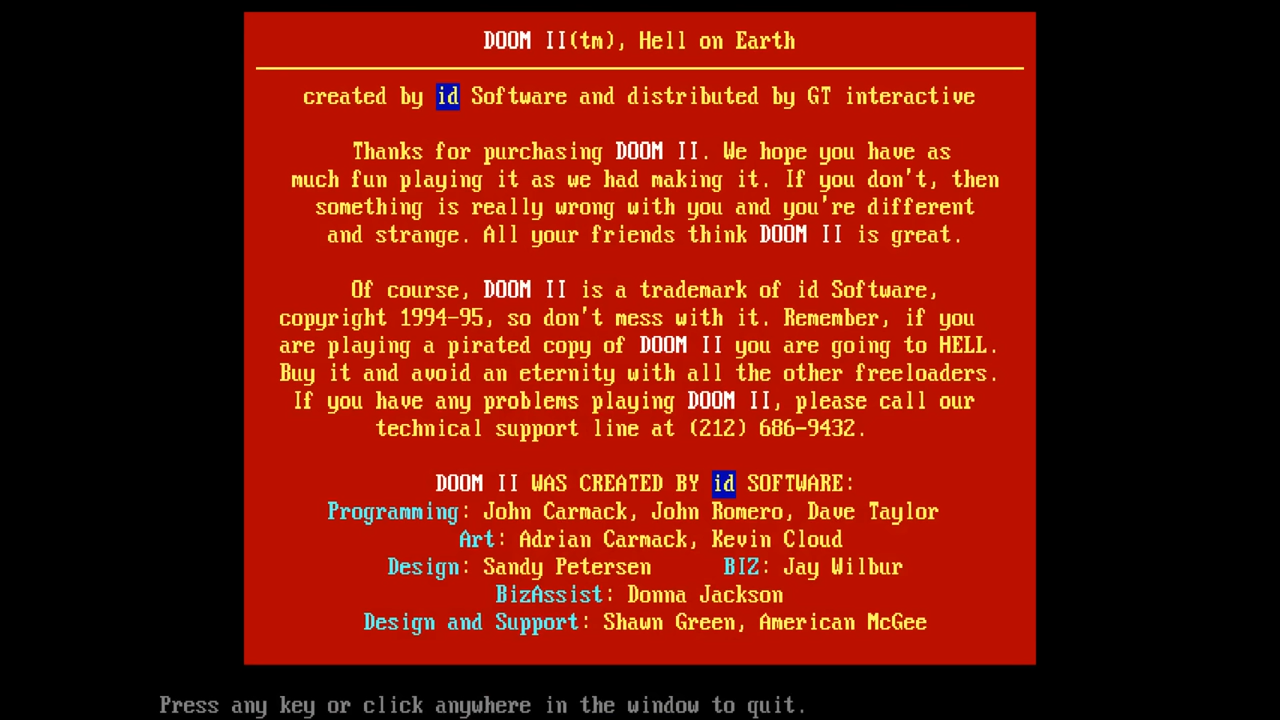 DOOM II(tm), Hell on Earth
created by id Software and distributed by GT interactive
Thanks for purchasing DOOM II. We hope you have as
much fun playing it as we had making it. If you don't, then
something is really wrong with you and you're different
and strange. All your friends think DOOM II is great.
Of course, DOOM II is a trademark of id Software,
copyright 1994-95, so don't mess with it. Remember, if you
are playing a pirated copy of DOOM II you are going to HELL.
Buy it and avoid an eternity with all the other freeloaders.
If you have any problems playing DOOM II, please call our
technical support line at (212) 686-9432.
DOOM II WAS CREATED BY id SOFTWARE:
Programming: John Carmack, John Romero, Dave Taylor
Art: Adrian Carmack, Kevin Cloud
Design: Sandy Petersen BIZ: Jay Wilbur
BizAssist: Donna Jackson
Design and Support: Shawn Green, American McGee
Press any key or click anywhere in the window to quit.